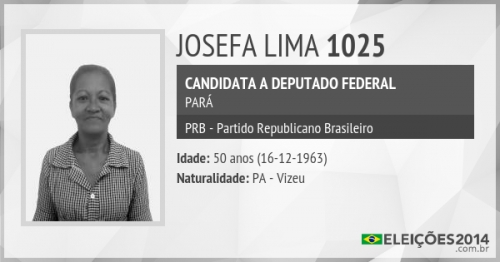 JOSEFA LIMA 1025
CANDIDATA A DEPUTADO FEDERAL
PARÁ
PRB - Partido Republicano Brasileiro
Idade: 50 anos (16-12-1963)
Naturalidade: PA - Vizeu
ELEIÇÕES2014
.com.br